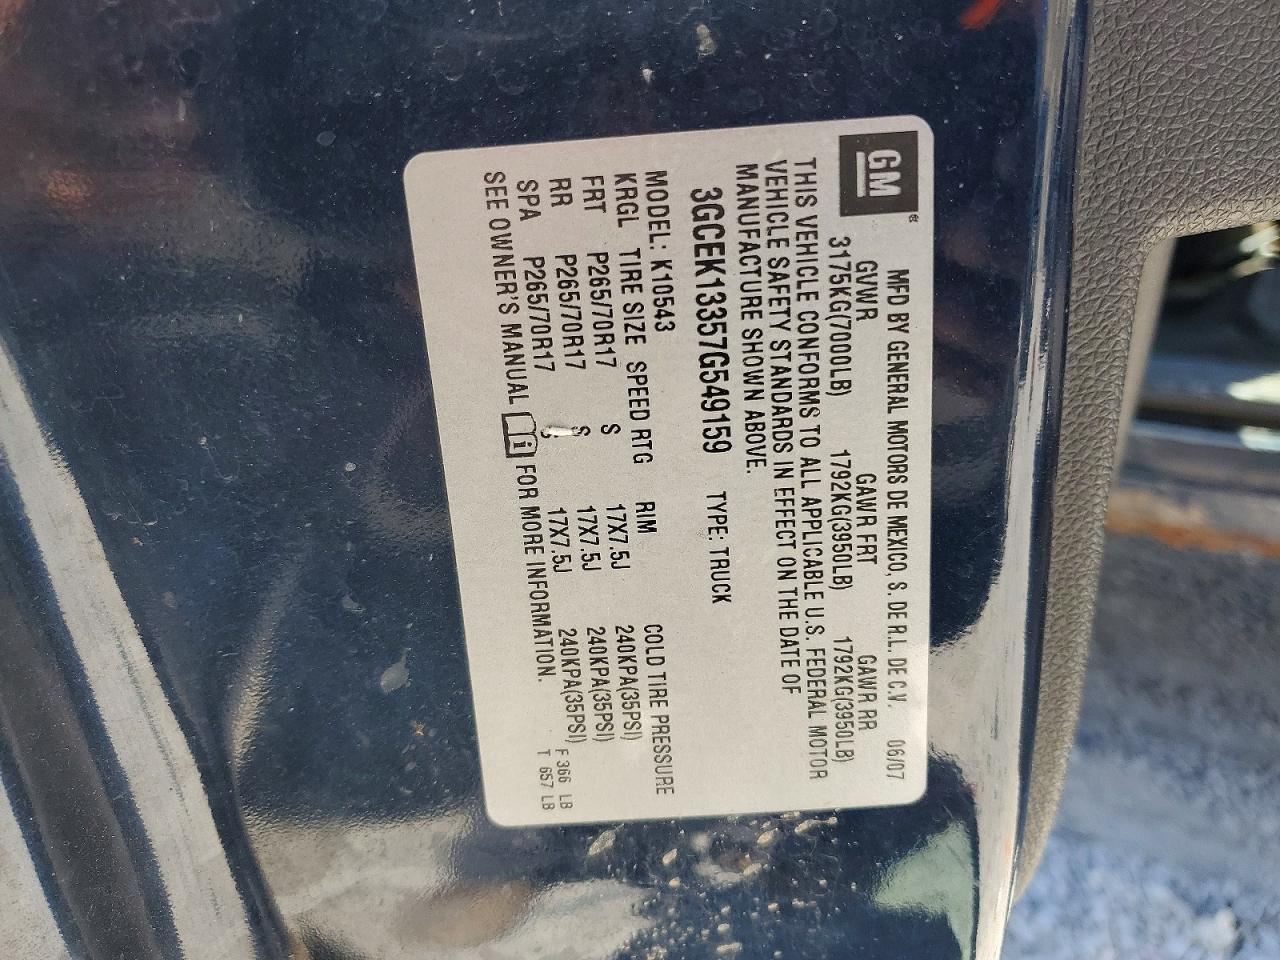 GM
MFD BY GENERAL MOTORS DE MEXICO, S. DE R.L. DE C.V. 06/07
GVWR GAWR FRT GAWR RR
3175KG(7000LB) 1792KG(3950LB) 1792KG(3950LB)
THIS VEHICLE CONFORMS TO ALL APPLICABLE U.S. FEDERAL MOTOR
VEHICLE SAFETY STANDARDS IN EFFECT ON THE DATE OF
MANUFACTURE SHOWN ABOVE.
3GCEK13357G549159 TYPE: TRUCK
MODEL: K10543
KRGL TIRE SIZE SPEED RTG RIM COLD TIRE PRESSURE
FRT P265/70R17 S 17X7.5J 240KPA(35PSI)
RR P265/70R17 S 17X7.5J 240KPA(35PSI)
SPA P265/70R17 S 17X7.5J 240KPA(35PSI)
SEE OWNER'S MANUAL i FOR MORE INFORMATION.
F 366 LB
T 657 LB